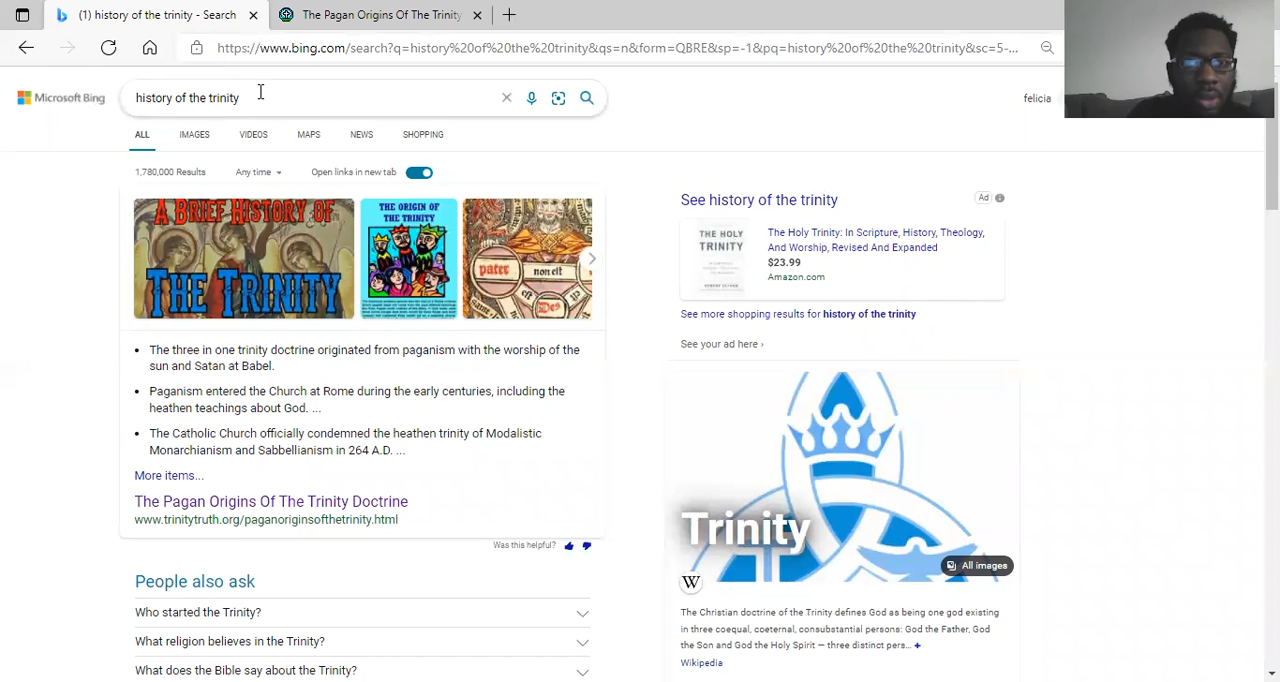 (1) history of the trinity - Search
The Pagan Origins Of The Trinity
https://www.bing.com/search?q=history%20of%20the%20trinity&qs=n&form=QBRE&sp=-1&pq=history%20of%20the%20trinity&sc=5-...
Microsoft Bing
history of the trinity
felicia
ALL
IMAGES
VIDEOS
MAPS
NEWS
SHOPPING
1,780,000 Results
Any time
Open links in new tab
A BRIEF HISTORY OF
THE TRINITY
THE ORIGIN OF
THE TRINITY
pater
non est
Des
The three in one trinity doctrine originated from paganism with the worship of the
sun and Satan at Babel.
Paganism entered the Church at Rome during the early centuries, including the
heathen teachings about God. ...
The Catholic Church officially condemned the heathen trinity of Modalistic
Monarchianism and Sabbellianism in 264 A.D. ...
More items...
The Pagan Origins Of The Trinity Doctrine
www.trinitytruth.org/paganoriginsofthetrinity.html
Was this helpful?
People also ask
Who started the Trinity?
What religion believes in the Trinity?
What does the Bible say about the Trinity?
See history of the trinity
Ad
THE HOLY
TRINITY
The Holy Trinity: In Scripture, History, Theology,
And Worship, Revised And Expanded
$23.99
Amazon.com
See more shopping results for history of the trinity
See your ad here ›
Trinity
All images
W
The Christian doctrine of the Trinity defines God as being one god existing
in three coequal, coeternal, consubstantial persons: God the Father, God
the Son and God the Holy Spirit — three distinct pers... +
Wikipedia